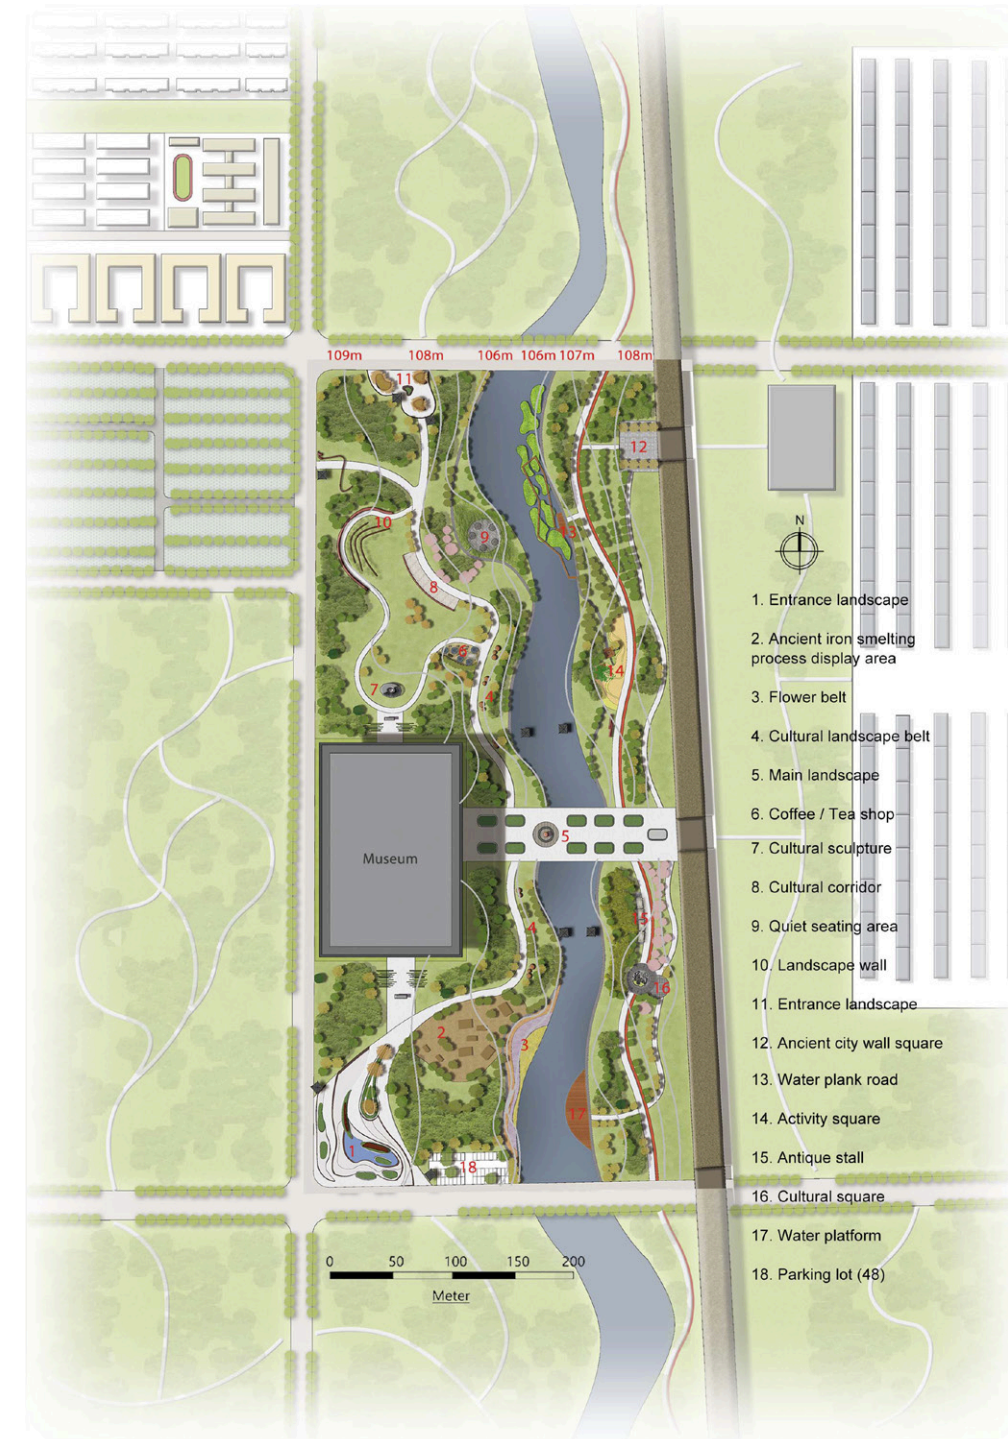 109m 108m 106m 106m 107m 108m
11
12
10
13
9
8
6
14
7
4
5
Museum
15
4
16
2
3
17
1
18
N
1. Entrance landscape
2. Ancient iron smelting
process display area
3. Flower belt
4. Cultural landscape belt
5. Main landscape
6. Coffee / Tea shop
7. Cultural sculpture
8. Cultural corridor
9. Quiet seating area
10. Landscape wall
11. Entrance landscape
12. Ancient city wall square
13. Water plank road
14. Activity square
15. Antique stall
16. Cultural square
17. Water platform
18. Parking lot (48)
0 50 100 150 200
Meter